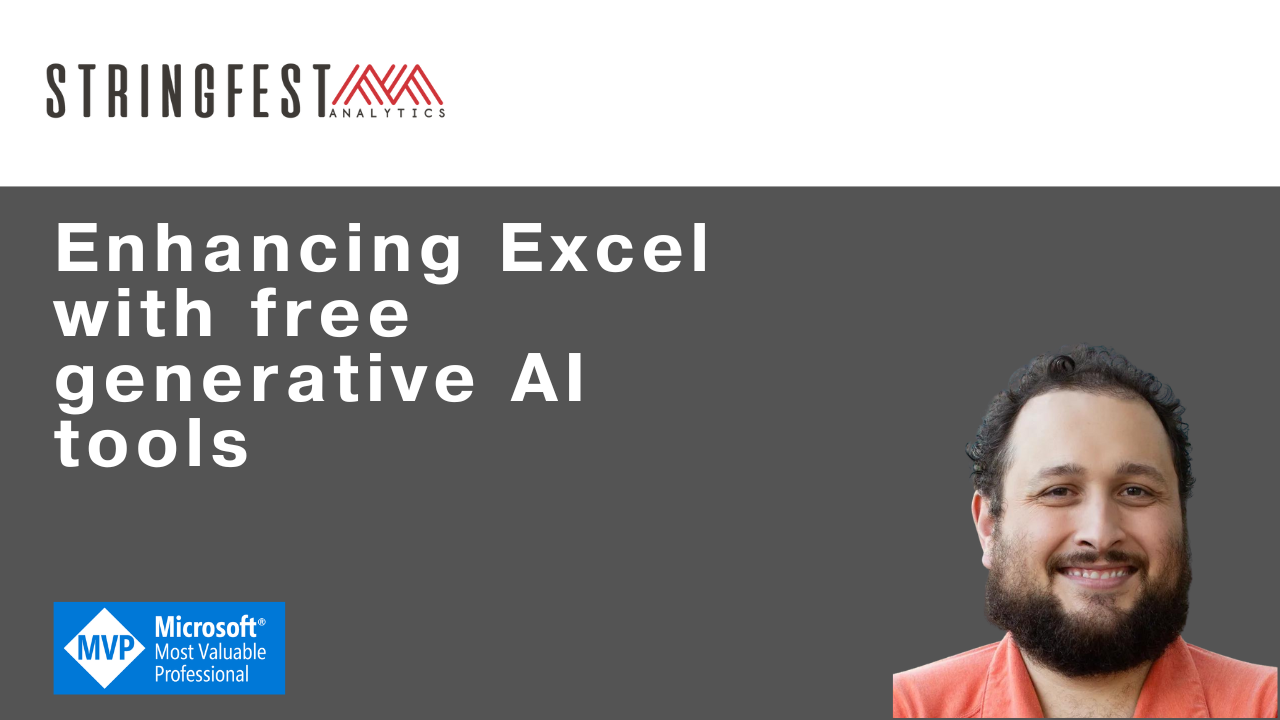 STRINGFEST
ANALYTICS
Enhancing Excel
with free
generative AI
tools
MVP
Microsoft®
Most Valuable
Professional